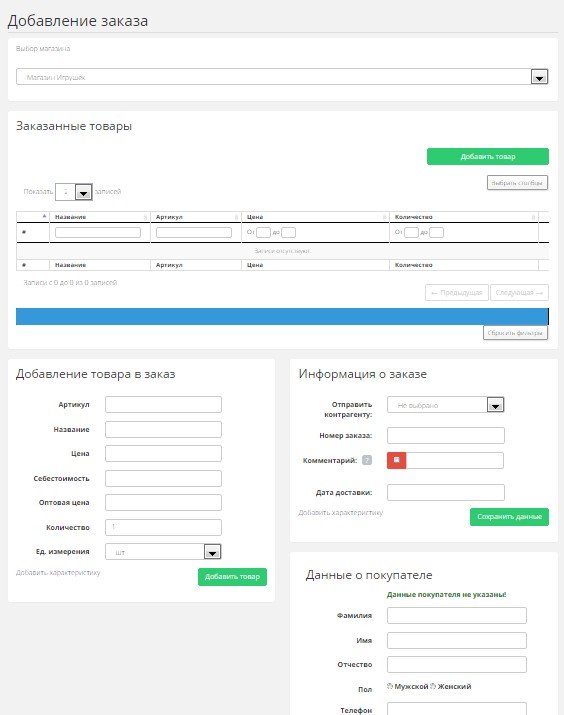 Добавление заказа
Выбор магазина
Магазин Игрушек
Заказанные товары
Добавить товар
Выбрать столбцы
Показать записей
Название Артикул Цена Количество
# От до От до
Записи отсутствуют.
# Название Артикул Цена Количество
Записи с 0 до 0 из 0 записей
← Предыдущая Следующая →
Сбросить фильтры
Добавление товара в заказ
Артикул
Название
Цена
Себестоимость
Оптовая цена
Количество 1
Ед. измерения шт
Добавить характеристику Добавить товар
Информация о заказе
Отправить контрагенту: Не выбрано
Номер заказа:
Комментарий: ?
Дата доставки:
Добавить характеристику Сохранить данные
Данные о покупателе
Данные покупателя не указаны!
Фамилия
Имя
Отчество
Пол Мужской Женский
Телефон